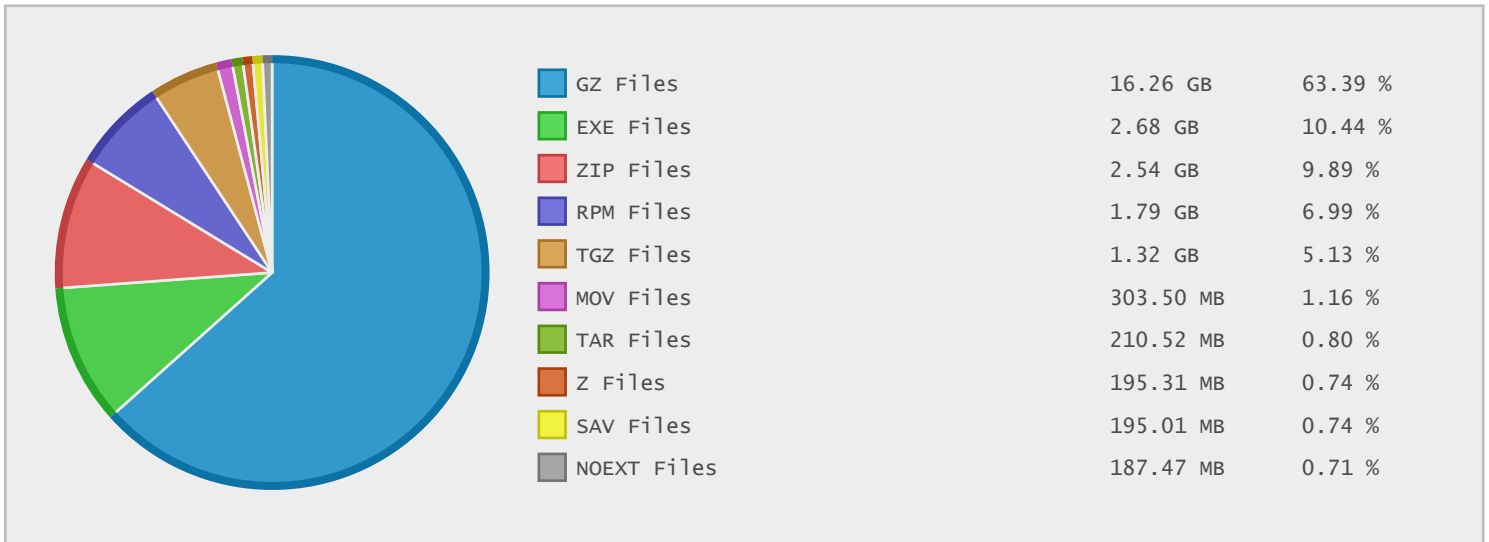 GZ Files 16.26 GB 63.39 %
EXE Files 2.68 GB 10.44 %
ZIP Files 2.54 GB 9.89 %
RPM Files 1.79 GB 6.99 %
TGZ Files 1.32 GB 5.13 %
MOV Files 303.50 MB 1.16 %
TAR Files 210.52 MB 0.80 %
Z Files 195.31 MB 0.74 %
SAV Files 195.01 MB 0.74 %
NOEXT Files 187.47 MB 0.71 %